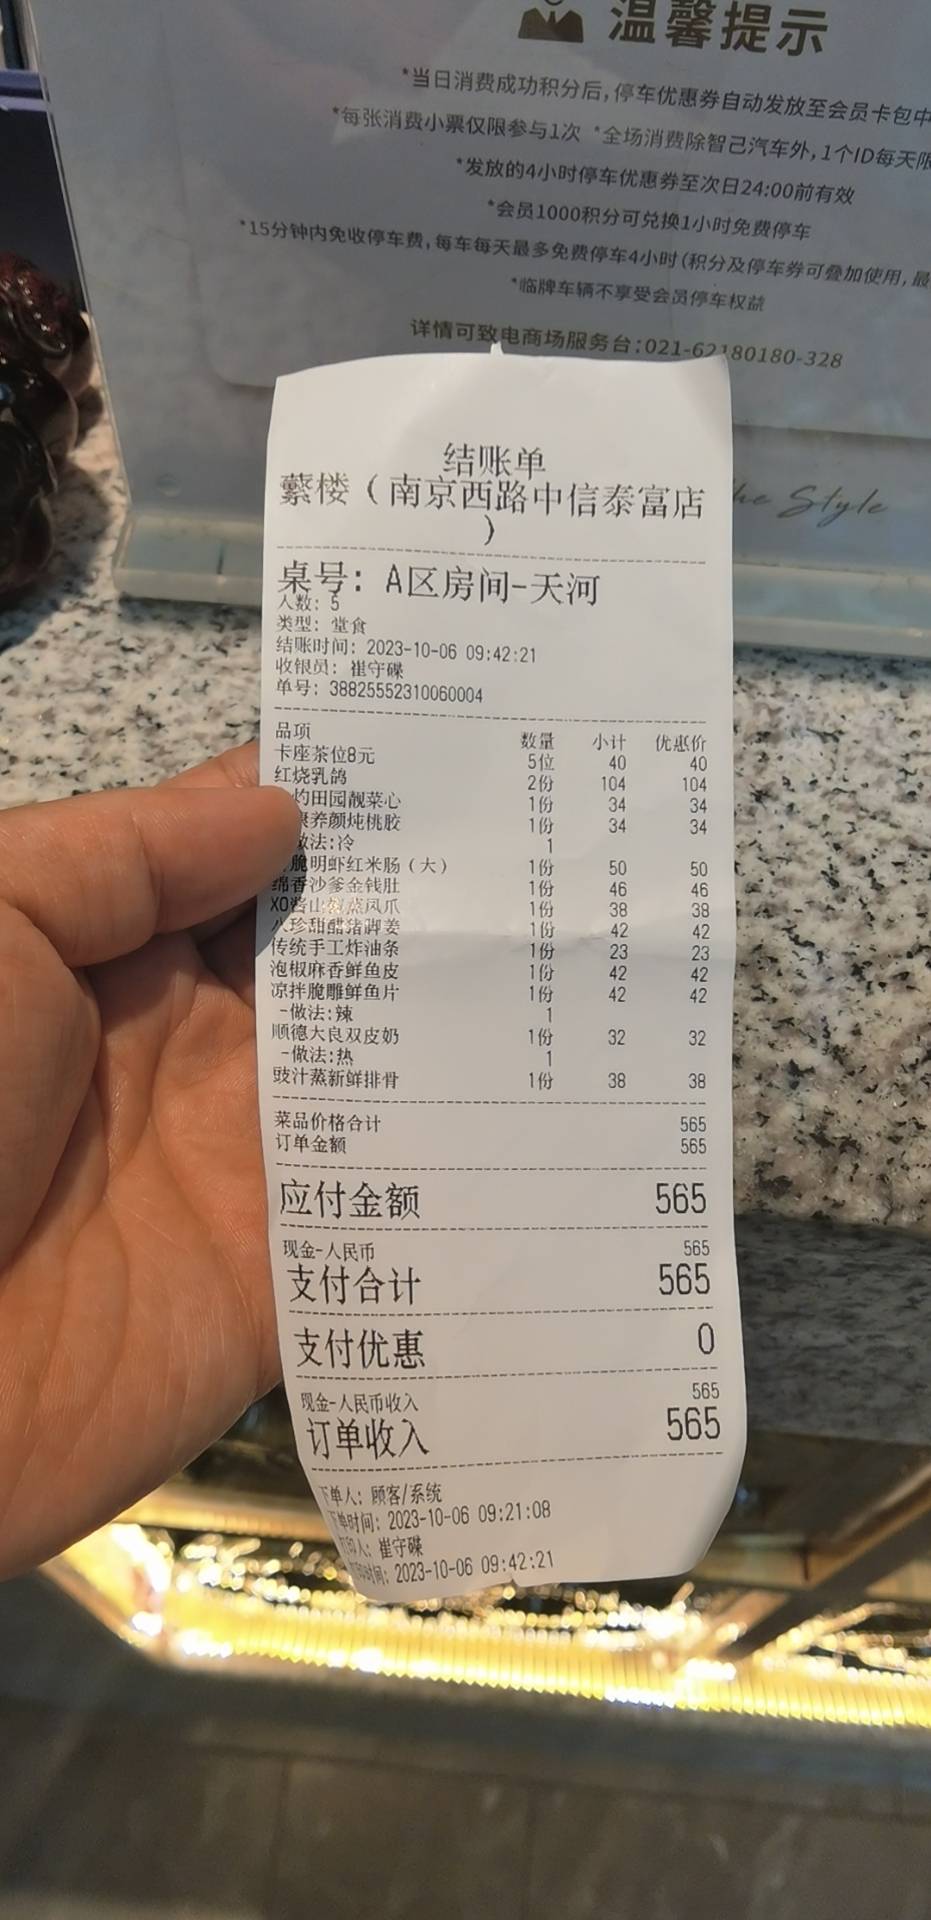 温馨提示
*当日消费成功积分后,停车优惠券自动发放至会员卡包中
*每张消费小票仅限参与1次 *全场消费除智己汽车外,1个ID每天限
*发放的4小时停车优惠券至次日24:00前有效
*会员1000积分可兑换1小时免费停车
*15分钟内免收停车费,每车每天最多免费停车4小时(积分及停车券可叠加使用,最
*临牌车辆不享受会员停车权益
详情可致电商场服务台:021-62180180-328
the Style
结账单
蘩楼(南京西路中信泰富店
)
桌号: A区房间-天河
人数: 5
类型: 堂食
结账时间: 2023-10-06 09:42:21
收银员: 崔守碟
单号: 38825552310060004
品项 数量 小计 优惠价
卡座茶位8元 5位 40 40
红烧乳鸽 2份 104 104
灼田园靓菜心 1份 34 34
养颜炖桃胶 1份 34 34
做法:冷 1
脆明虾红米肠(大) 1份 50 50
绵香沙爹金钱肚 1份 46 46
XO酱山 蒸凤爪 1份 38 38
八珍甜醋猪脚姜 1份 42 42
传统手工炸油条 1份 23 23
泡椒麻香鲜鱼皮 1份 42 42
凉拌脆雕鲜鱼片 1份 42 42
-做法:辣 1
顺德大良双皮奶 1份 32 32
-做法:热 1
豉汁蒸新鲜排骨 1份 38 38
菜品价格合计 565
订单金额 565
应付金额 565
现金-人民币 565
支付合计 565
支付优惠 0
现金-人民币收入 565
订单收入 565
下单人: 顾客/系统
下单时间: 2023-10-06 09:21:08
打印人: 崔守碟
打印时间: 2023-10-06 09:42:21